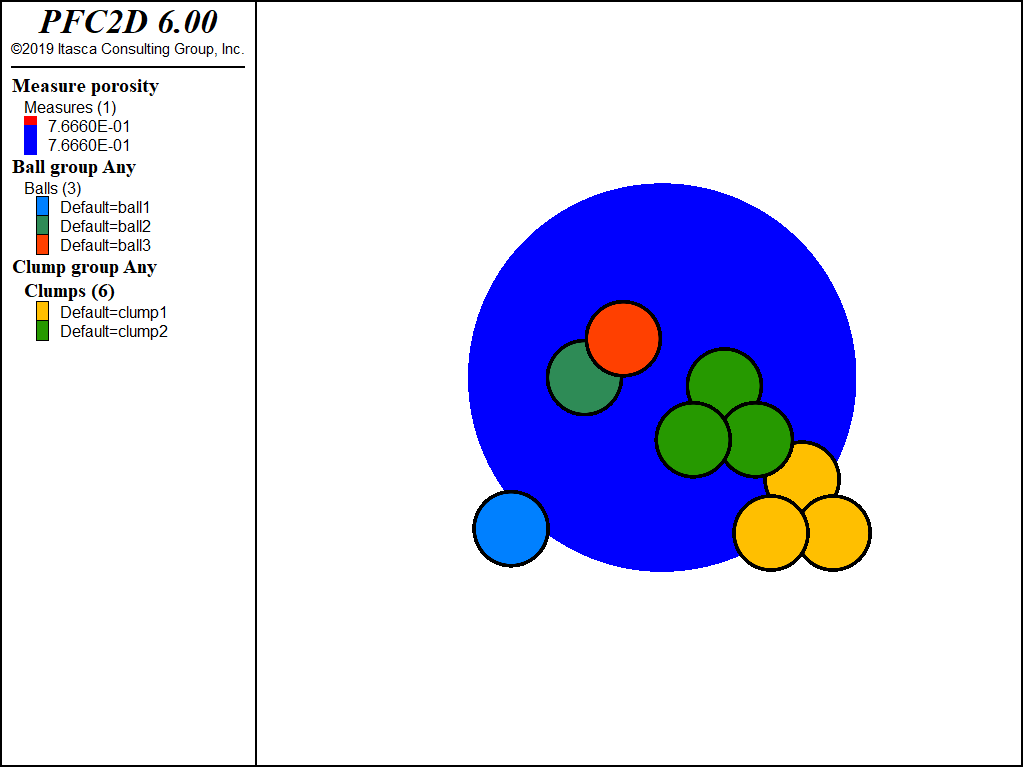 PFC2D 6.00
©2019 Itasca Consulting Group, Inc.
Measure porosity
Measures (1)
7.6660E-01
7.6660E-01
Ball group Any
Balls (3)
Default=ball1
Default=ball2
Default=ball3
Clump group Any
Clumps (6)
Default=clump1
Default=clump2